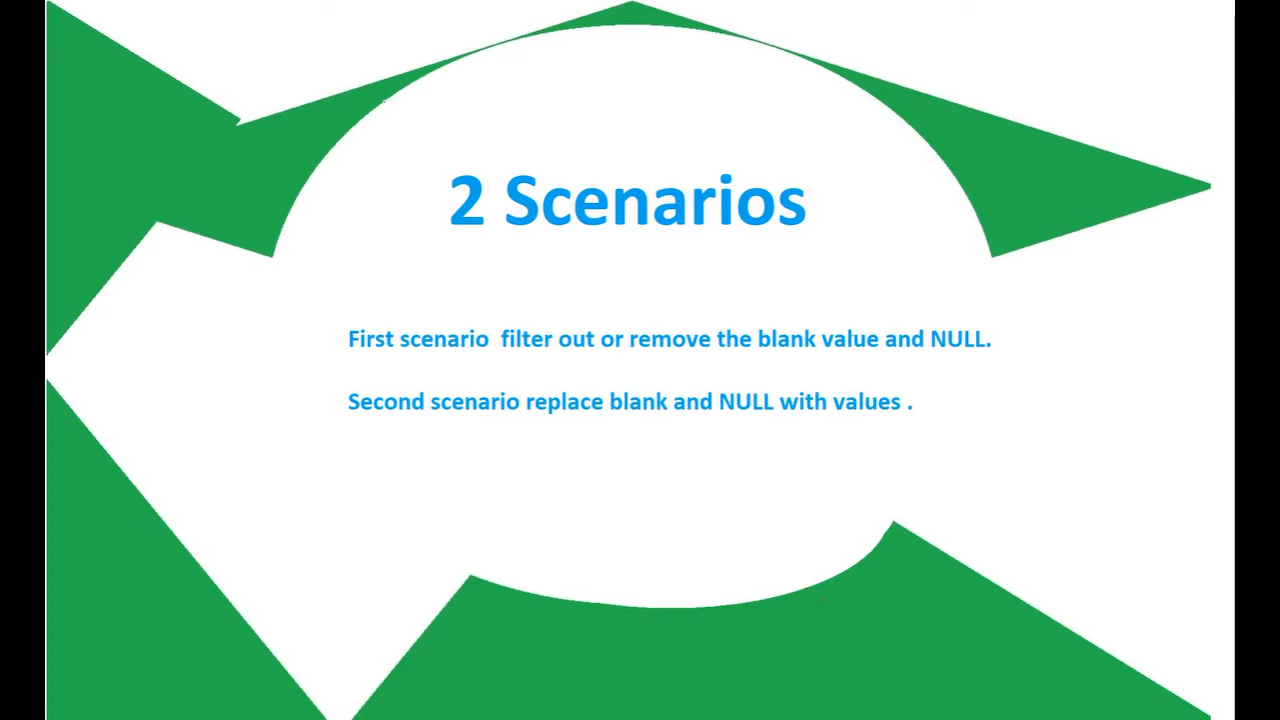 2 Scenarios
First scenario  filter out or remove the blank value and NULL.
Second scenario replace blank and NULL with values .